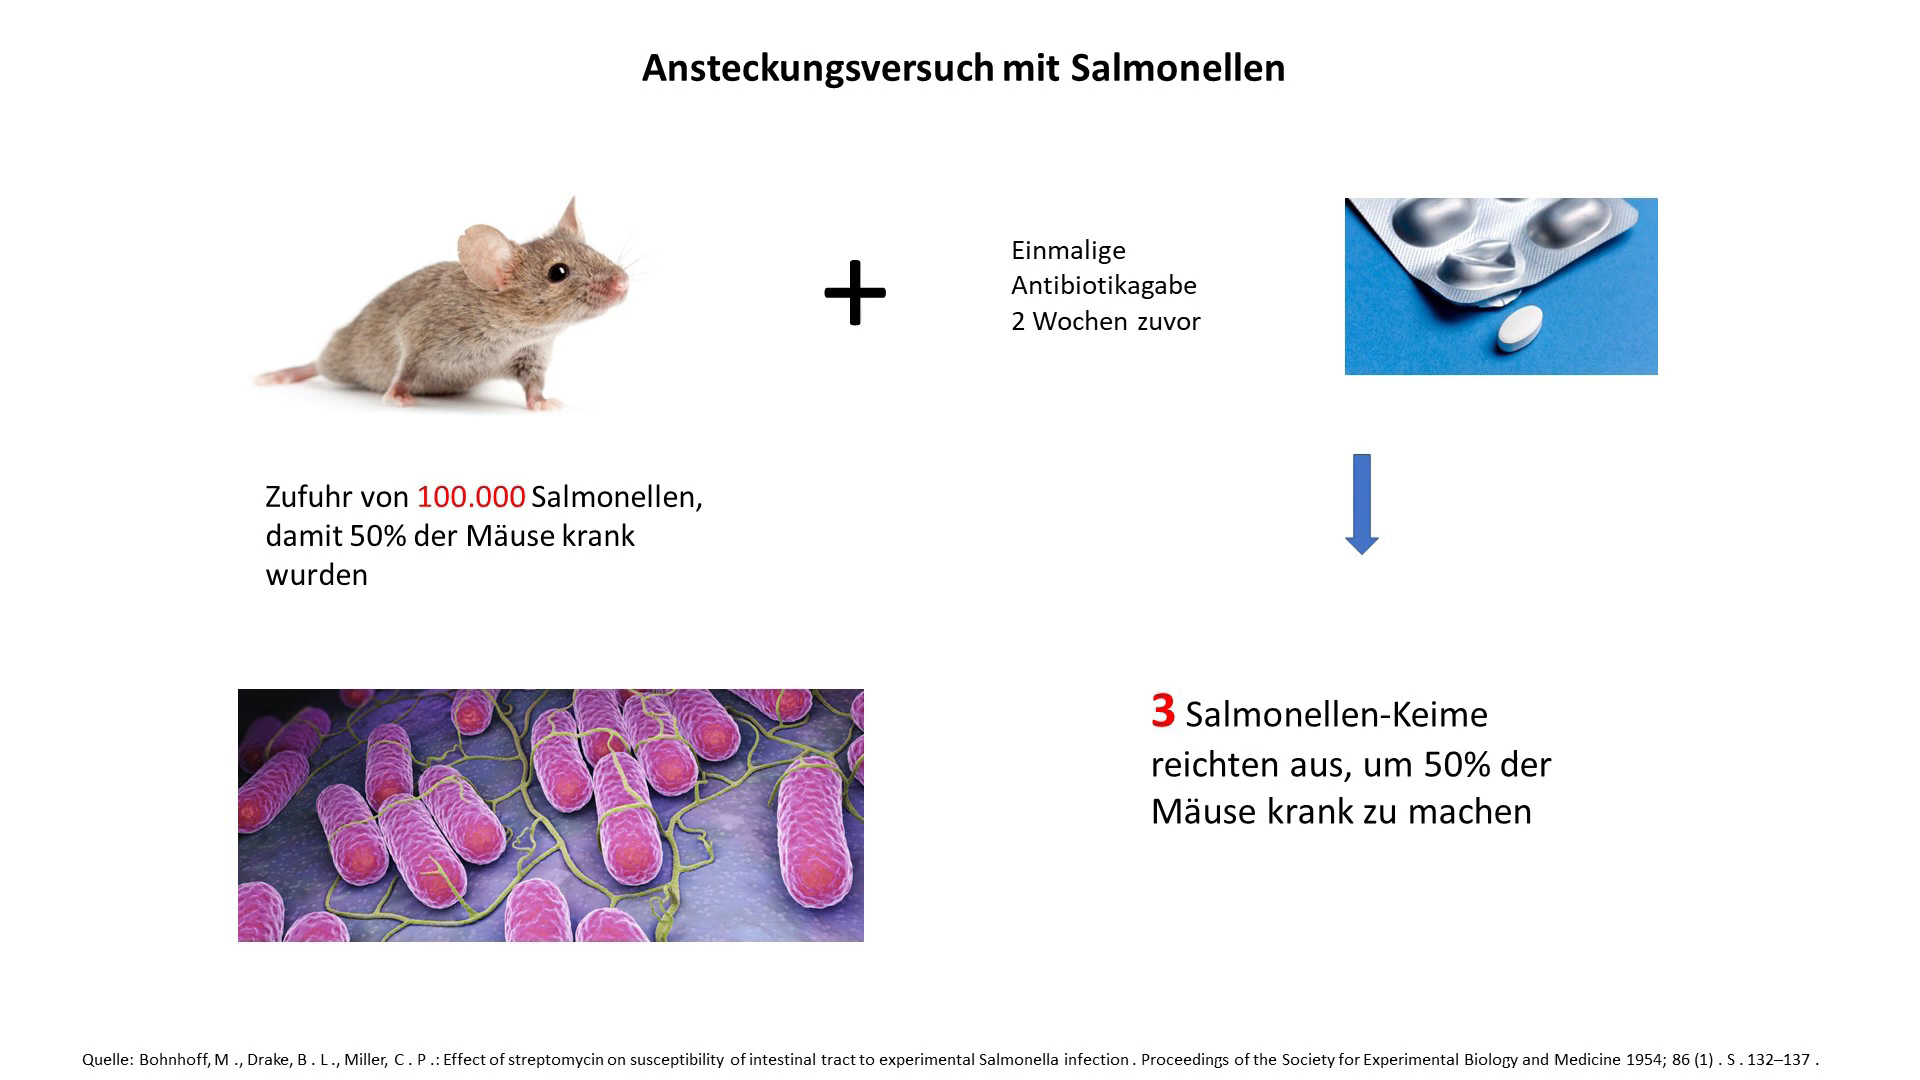 Ansteckungsversuch mit Salmonellen
Einmalige
Antibiotikagabe
2 Wochen zuvor
Zufuhr von 100.000 Salmonellen,
damit 50% der Mäuse krank
wurden
3 Salmonellen-Keime
reichten aus, um 50% der
Mäuse krank zu machen
Quelle: Bohnhoff, M ., Drake, B . L ., Miller, C . P .: Effect of streptomycin on susceptibility of intestinal tract to experimental Salmonella infection . Proceedings of the Society for Experimental Biology and Medicine 1954; 86 (1) . S . 132–137 .